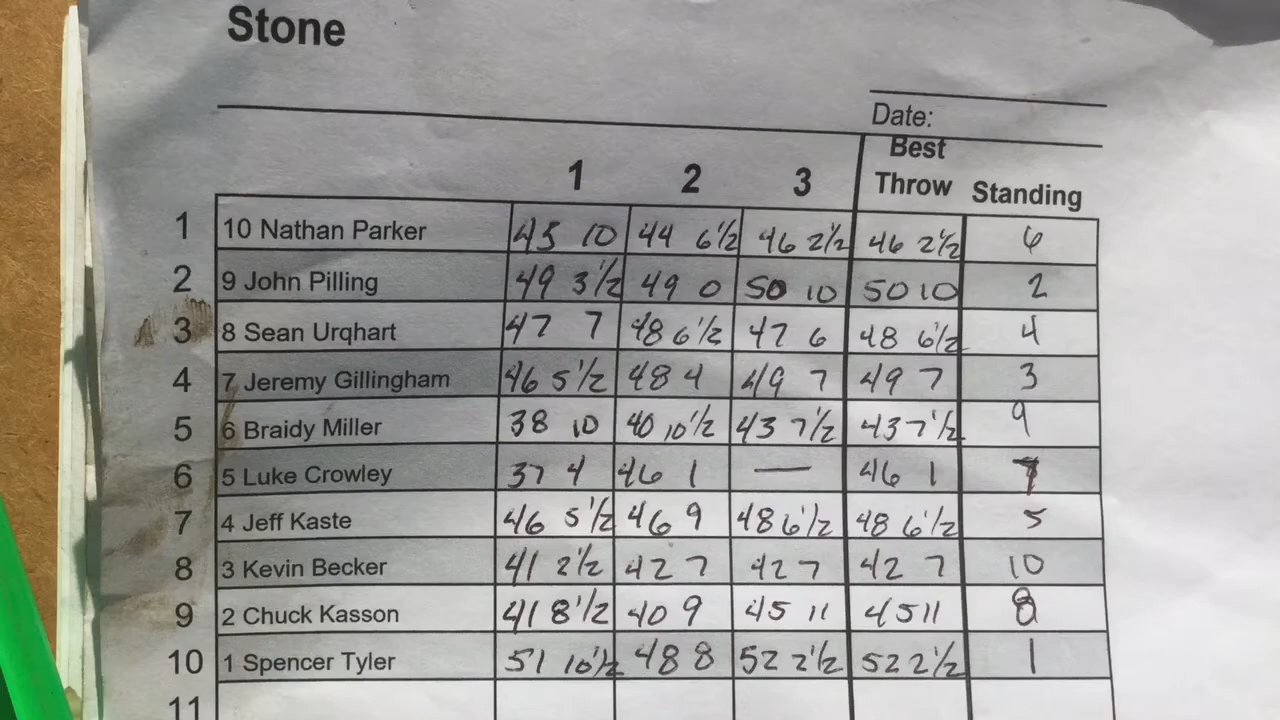 Stone
Date:
1 2 3 Best Throw Standing
1 10 Nathan Parker 45 10 44 6½ 46 2½ 46 2½ 6
2 9 John Pilling 49 3½ 49 0 50 10 50 10 2
3 8 Sean Urqhart 47 7 48 6½ 47 6 48 6½ 4
4 7 Jeremy Gillingham 46 5½ 48 4 49 7 49 7 3
5 6 Braidy Miller 38 10 40 10½ 43 7½ 43 7½ 9
6 5 Luke Crowley 37 4 46 1 — 46 1 7
7 4 Jeff Kaste 46 5½ 46 9 48 6½ 48 6½ 5
8 3 Kevin Becker 41 2½ 42 7 42 7 42 7 10
9 2 Chuck Kasson 41 8½ 40 9 45 11 45 11 8
10 1 Spencer Tyler 51 10½ 48 8 52 2½ 52 2½ 1
11